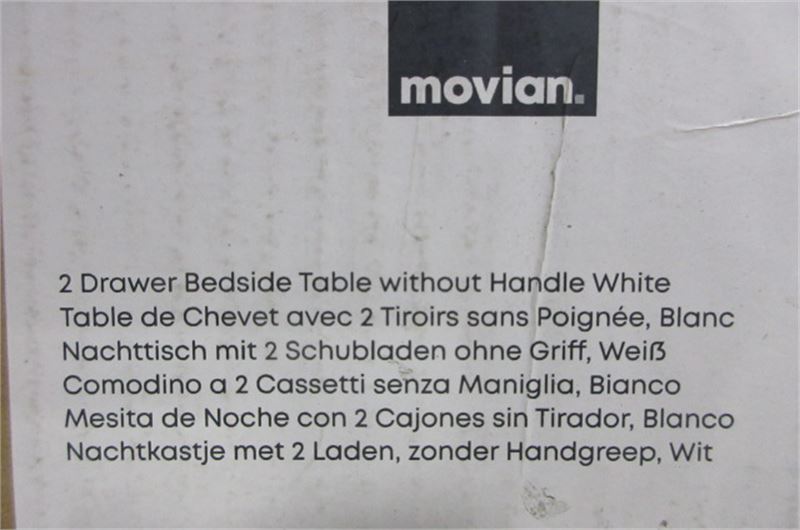 movian.
2 Drawer Bedside Table without Handle White
Table de Chevet avec 2 Tiroirs sans Poignée, Blanc
Nachttisch mit 2 Schubladen ohne Griff, Weiß
Comodino a 2 Cassetti senza Maniglia, Bianco
Mesita de Noche con 2 Cajones sin Tirador, Blanco
Nachtkastje met 2 Laden, zonder Handgreep, Wit